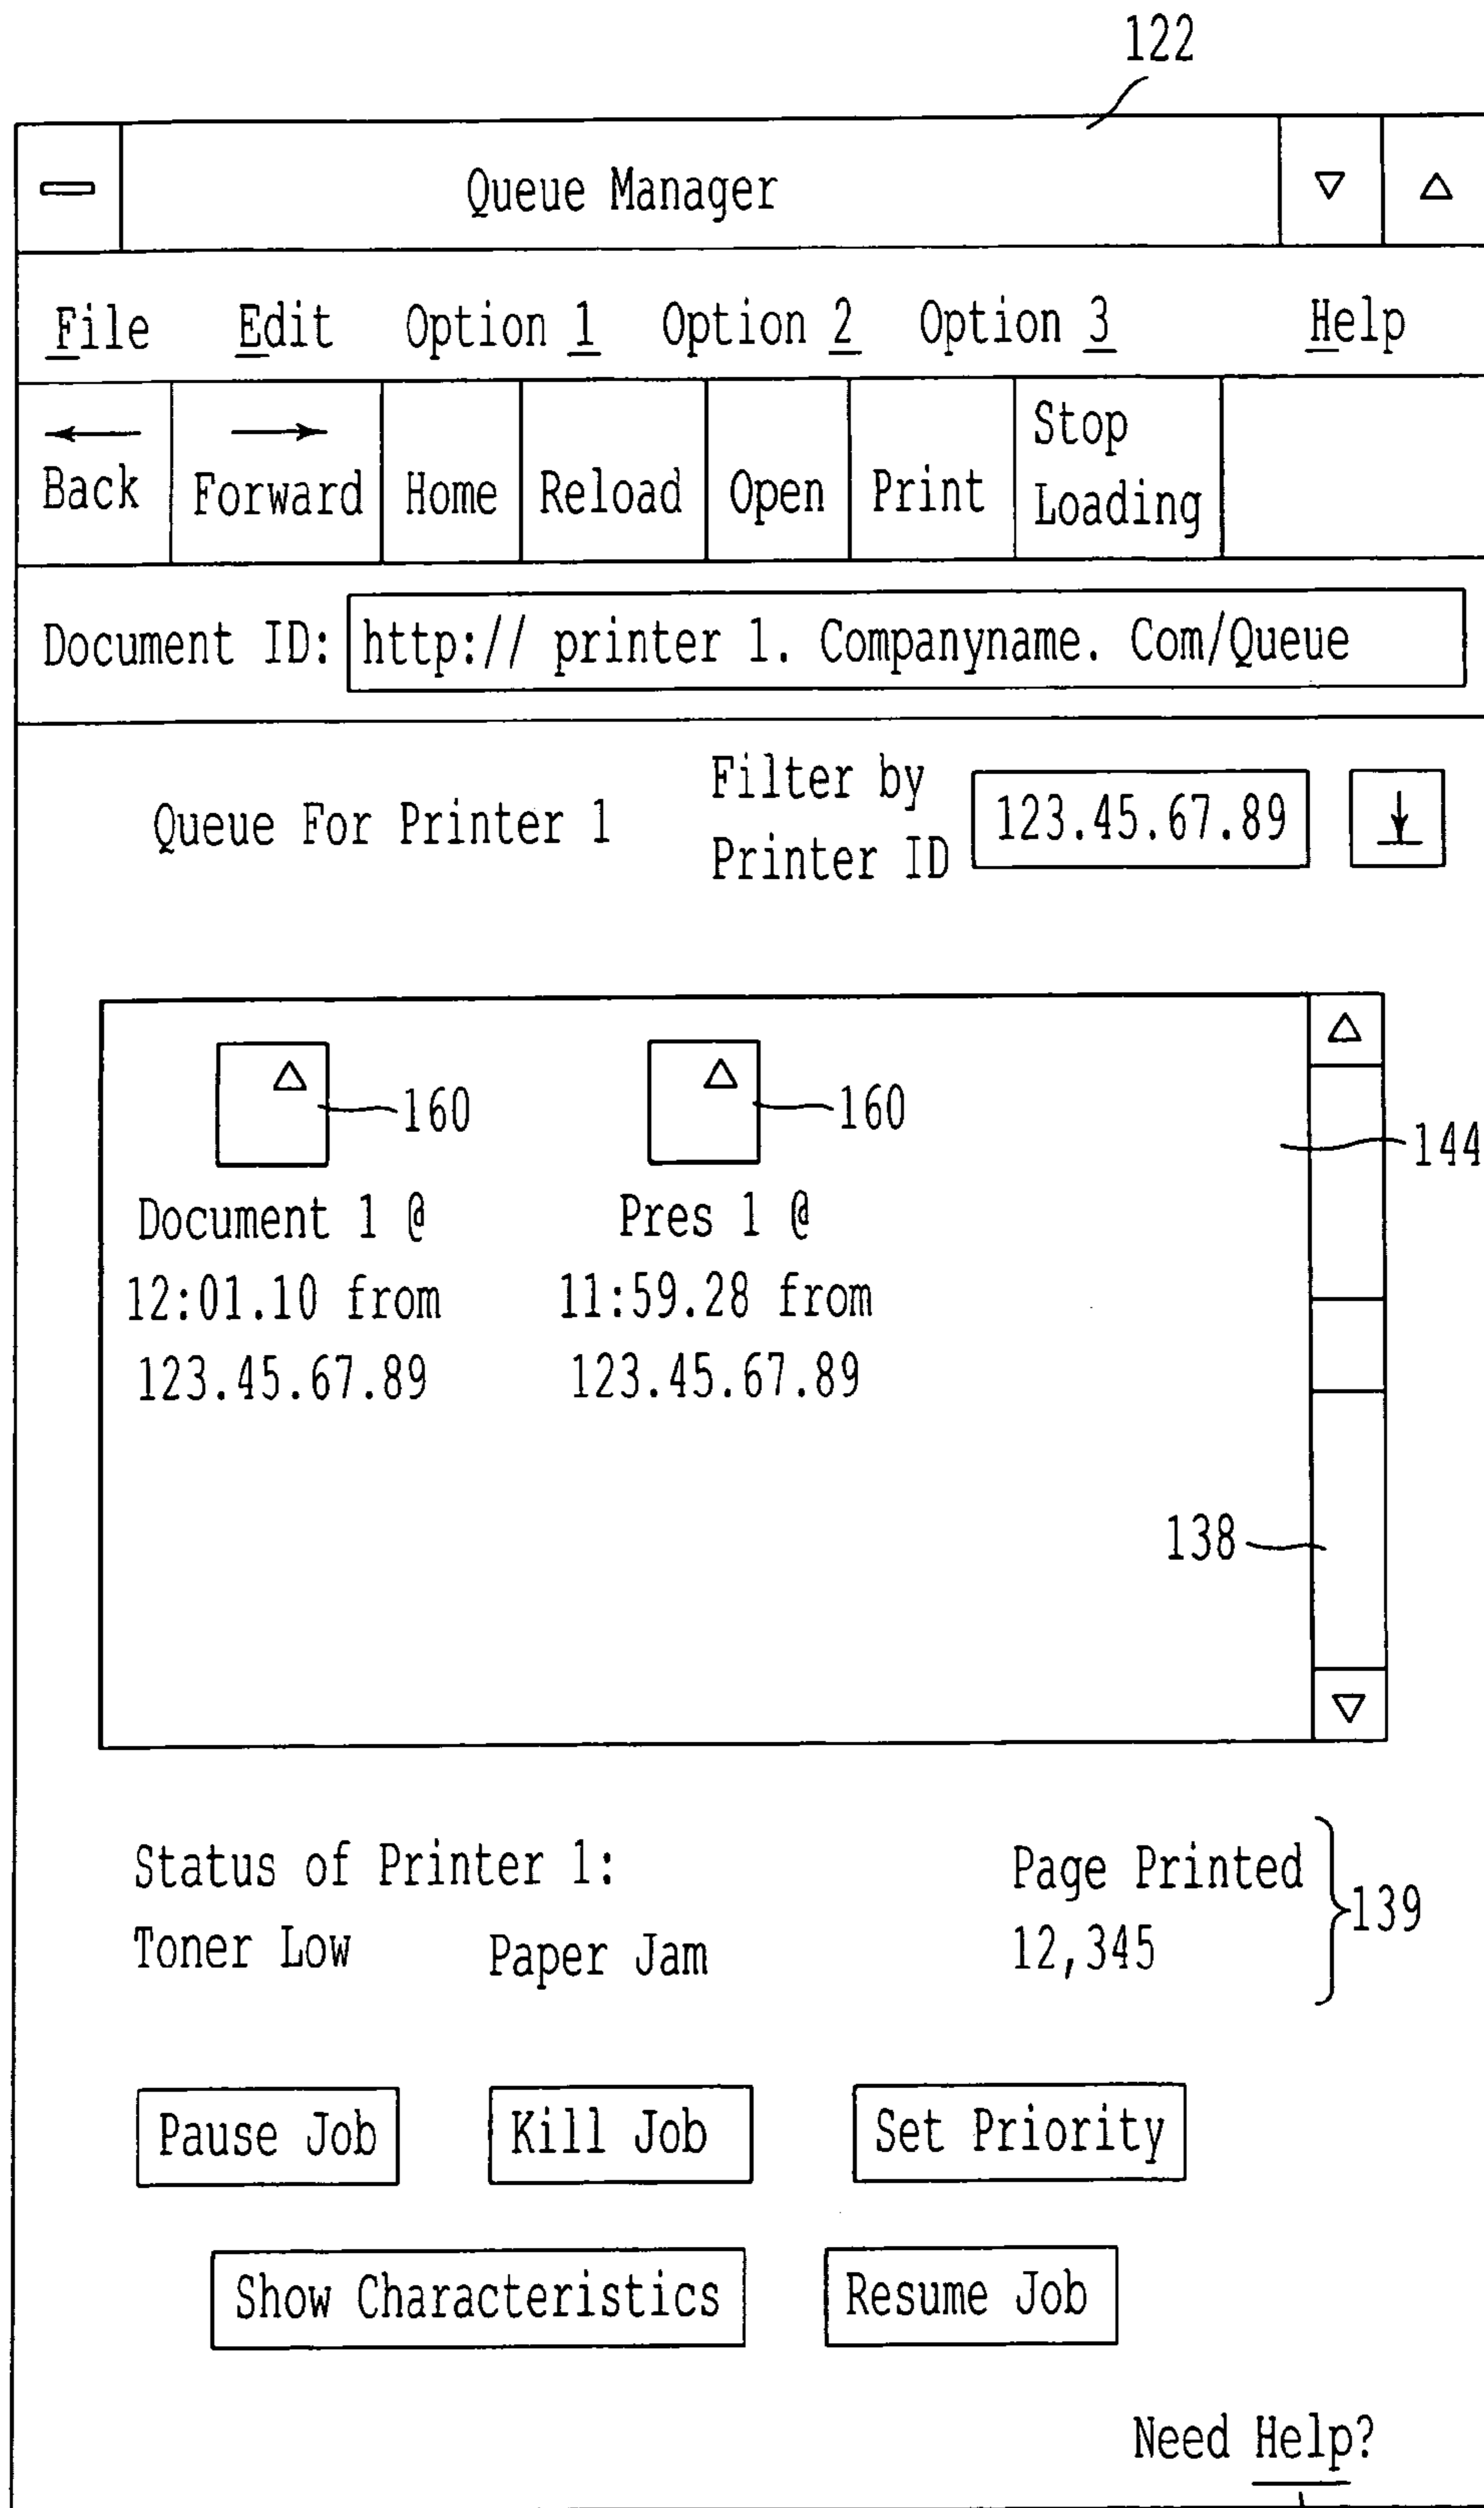 122
Queue Manager
File Edit Option 1 Option 2 Option 3 Help
Back Forward Home Reload Open Print Stop Loading
Document ID: http:// printer 1. Companyname. Com/Queue
Queue For Printer 1
Filter by
Printer ID
123.45.67.89
160
160
144
Document 1 @
12:01.10 from
123.45.67.89
Pres 1 @
11:59.28 from
123.45.67.89
138
Status of Printer 1:
Toner Low Paper Jam
Page Printed
12,345
139
Pause Job Kill Job Set Priority
Show Characteristics Resume Job
Need Help?